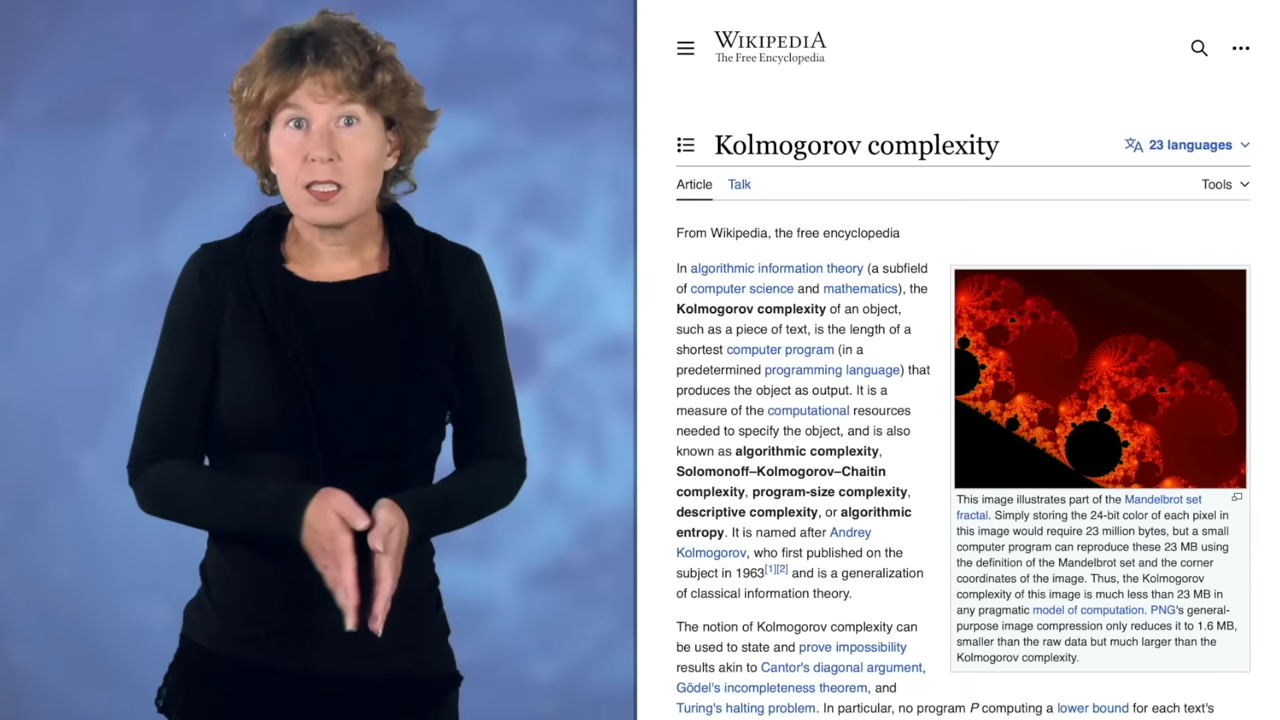 WIKIPEDIA
The Free Encyclopedia
Kolmogorov complexity
23 languages
Article Talk Tools
From Wikipedia, the free encyclopedia
In algorithmic information theory (a subfield
of computer science and mathematics), the
Kolmogorov complexity of an object,
such as a piece of text, is the length of a
shortest computer program (in a
predetermined programming language) that
produces the object as output. It is a
measure of the computational resources
needed to specify the object, and is also
known as algorithmic complexity,
Solomonoff–Kolmogorov–Chaitin
complexity, program-size complexity,
descriptive complexity, or algorithmic
entropy. It is named after Andrey
Kolmogorov, who first published on the
subject in 1963[1][2] and is a generalization
of classical information theory.
This image illustrates part of the Mandelbrot set
fractal. Simply storing the 24-bit color of each pixel in
this image would require 23 million bytes, but a small
computer program can reproduce these 23 MB using
the definition of the Mandelbrot set and the corner
coordinates of the image. Thus, the Kolmogorov
complexity of this image is much less than 23 MB in
any pragmatic model of computation. PNG's general-
purpose image compression only reduces it to 1.6 MB,
smaller than the raw data but much larger than the
Kolmogorov complexity.
The notion of Kolmogorov complexity can
be used to state and prove impossibility
results akin to Cantor's diagonal argument,
Gödel's incompleteness theorem, and
Turing's halting problem. In particular, no program P computing a lower bound for each text's